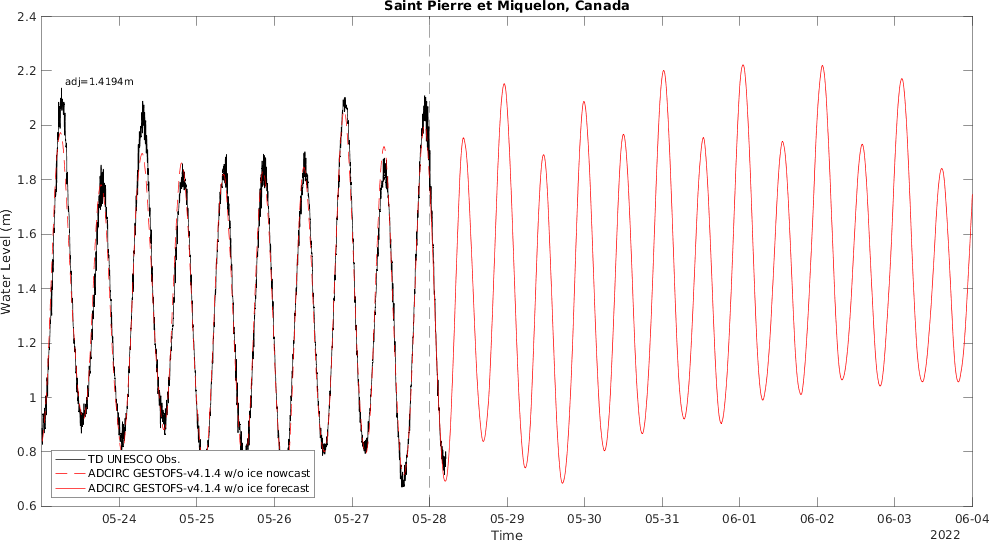 Saint Pierre et Miquelon, Canada
2.4
2.2
2
1.8
1.6
1.4
1.2
1
0.8
0.6
Water Level (m)
adj=1.4194m
TD UNESCO Obs.
ADCIRC GESTOFS-v4.1.4 w/o ice nowcast
ADCIRC GESTOFS-v4.1.4 w/o ice forecast
05-24 05-25 05-26 05-27 05-28 05-29 05-30 05-31 06-01 06-02 06-03 06-04
Time
2022